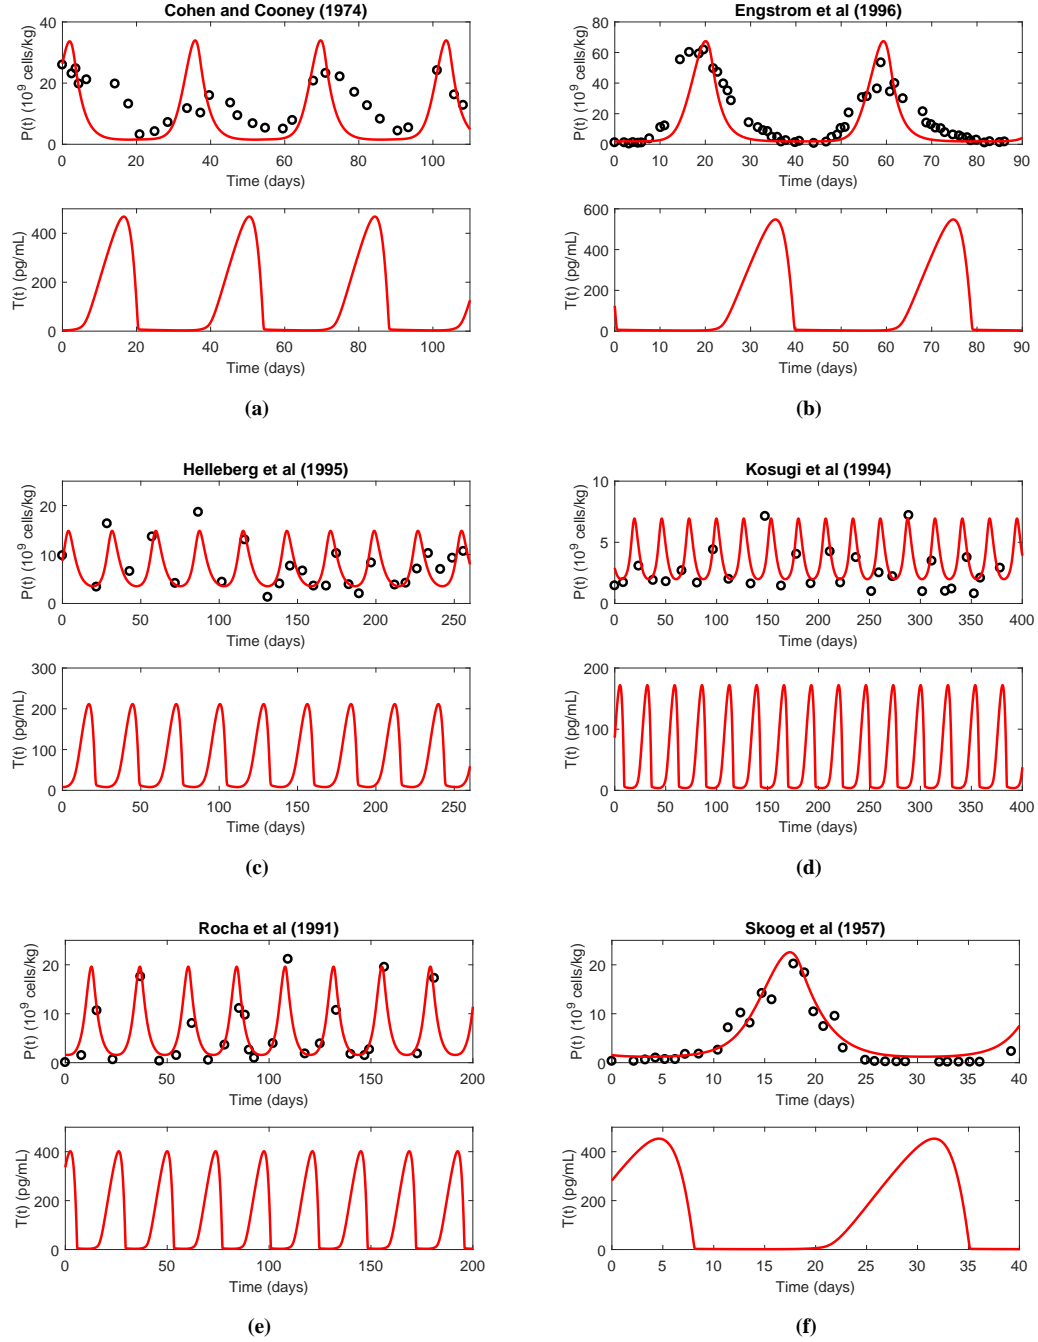 Cohen and Cooney (1974)
P(t) (10^9 cells/kg)
40
20
0
0 20 40 60 80 100
Time (days)
T(t) (pg/mL)
400
200
0
0 20 40 60 80 100
Time (days)
(a)
Engstrom et al (1996)
P(t) (10^9 cells/kg)
80
60
40
20
0
0 10 20 30 40 50 60 70 80 90
Time (days)
T(t) (pg/mL)
600
400
200
0
0 10 20 30 40 50 60 70 80 90
Time (days)
(b)
Helleberg et al (1995)
P(t) (10^9 cells/kg)
20
10
0
0 50 100 150 200 250
Time (days)
T(t) (pg/mL)
300
200
100
0
0 50 100 150 200 250
Time (days)
(c)
Kosugi et al (1994)
P(t) (10^9 cells/kg)
10
5
0
0 50 100 150 200 250 300 350 400
Time (days)
T(t) (pg/mL)
200
100
0
0 50 100 150 200 250 300 350 400
Time (days)
(d)
Rocha et al (1991)
P(t) (10^9 cells/kg)
20
10
0
0 50 100 150 200
Time (days)
T(t) (pg/mL)
400
200
0
0 50 100 150 200
Time (days)
(e)
Skoog et al (1957)
P(t) (10^9 cells/kg)
20
10
0
0 5 10 15 20 25 30 35 40
Time (days)
T(t) (pg/mL)
400
200
0
0 5 10 15 20 25 30 35 40
Time (days)
(f)